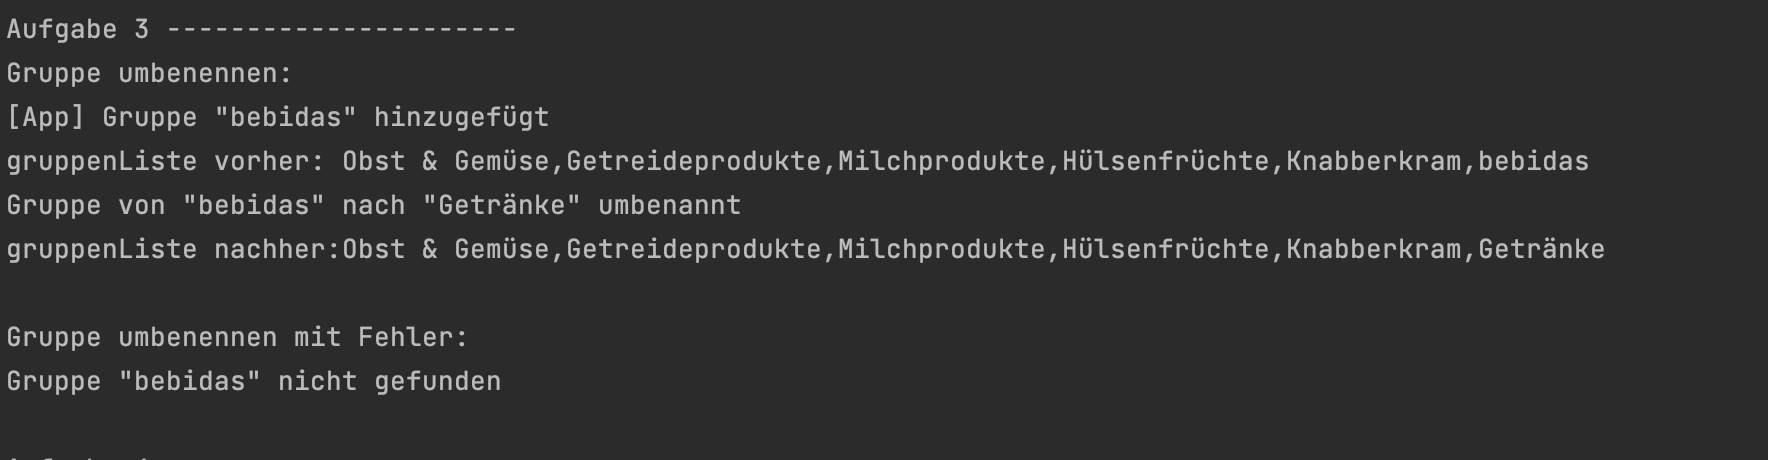 Aufgabe 3 ----------------------
Gruppe umbenennen:
[App] Gruppe "bebidas" hinzugefügt
gruppenListe vorher: Obst & Gemüse,Getreideprodukte,Milchprodukte,Hülsenfrüchte,Knabberkram,bebidas
Gruppe von "bebidas" nach "Getränke" umbenannt
gruppenListe nachher:Obst & Gemüse,Getreideprodukte,Milchprodukte,Hülsenfrüchte,Knabberkram,Getränke
Gruppe umbenennen mit Fehler:
Gruppe "bebidas" nicht gefunden